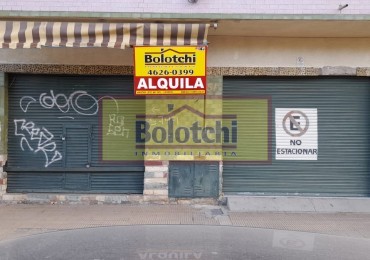 Bolotchi
4626-0399
ALQUILA
Bolotchi
INMOBILIARIA
E
NO
ESTACIONAR